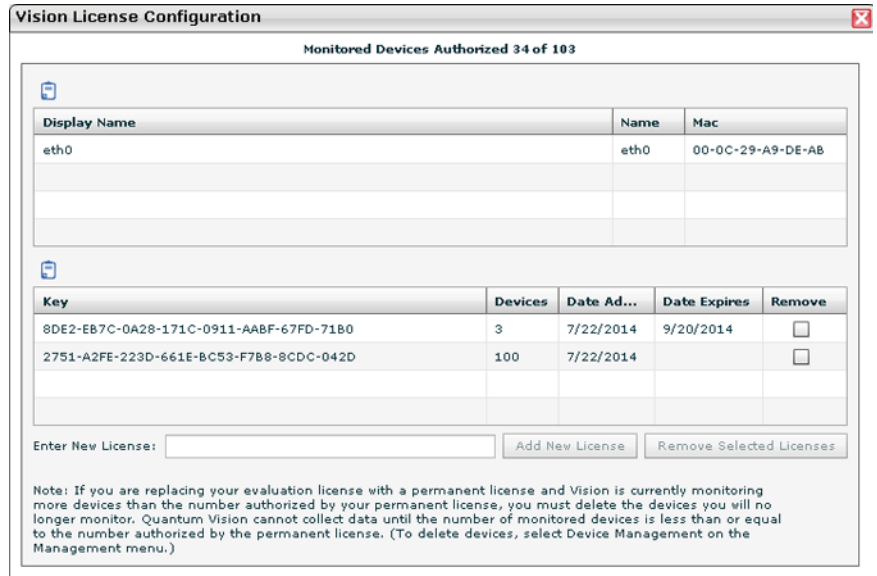 Vision License Configuration
Monitored Devices Authorized 34 of 103
Display Name Name Mac
eth0 eth0 00-0C-29-A9-DE-AB
Key Devices Date Ad... Date Expires Remove
8DE2-EB7C-0A28-171C-0911-AABF-67FD-71B0 3 7/22/2014 9/20/2014
2751-A2FE-223D-661E-BC53-F7B8-8CDC-042D 100 7/22/2014
Enter New License: Add New License Remove Selected Licenses
Note: If you are replacing your evaluation license with a permanent license and Vision is currently monitoring
more devices than the number authorized by your permanent license, you must delete the devices you will no
longer monitor. Quantum Vision cannot collect data until the number of monitored devices is less than or equal
to the number authorized by the permanent license. (To delete devices, select Device Management on the
Management menu.)